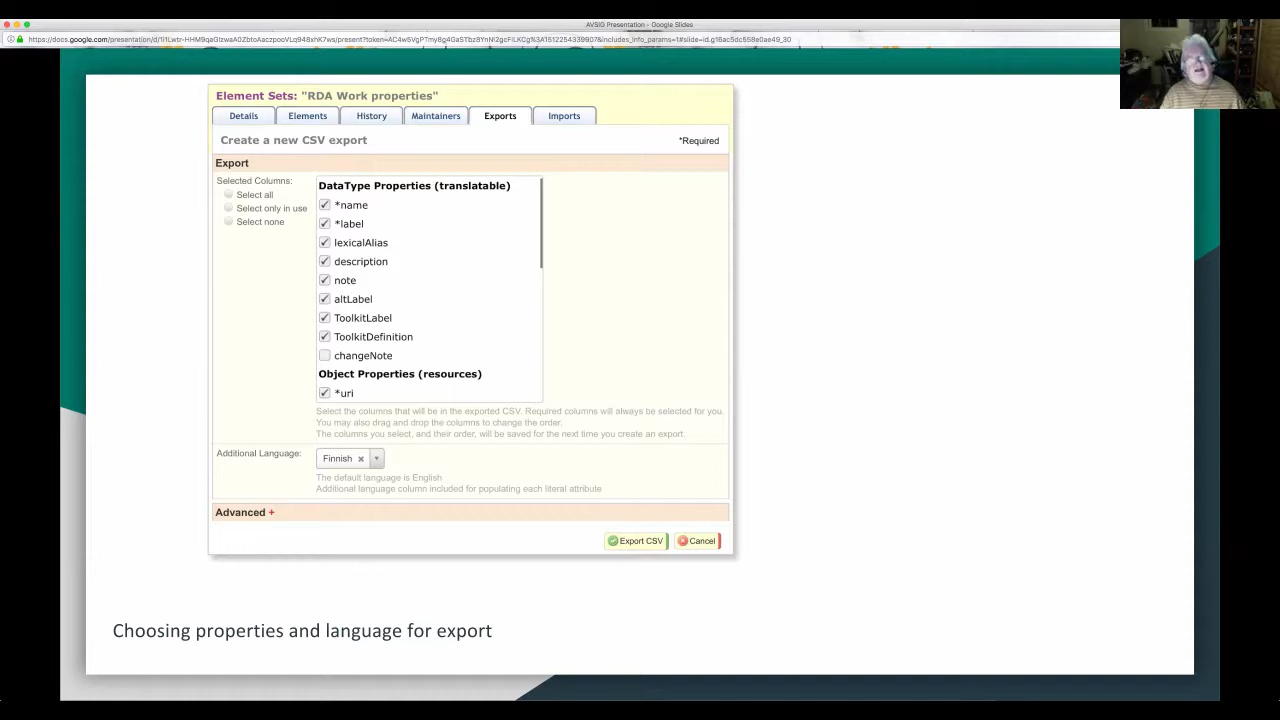 AVSIG Presentation - Google Slides
Element Sets: "RDA Work properties"
Details Elements History Maintainers Exports Imports
Create a new CSV export *Required
Export
Selected Columns:
Select all
Select only in use
Select none
DataType Properties (translatable)
*name
*label
lexicalAlias
description
note
altLabel
ToolkitLabel
ToolkitDefinition
changeNote
Object Properties (resources)
*uri
Select the columns that will be in the exported CSV. Required columns will always be selected for you.
You may also drag and drop the columns to change the order.
The columns you select, and their order, will be saved for the next time you create an export.
Additional Language: Finnish
The default language is English
Additional language column included for populating each literal attribute
Advanced +
Export CSV Cancel
Choosing properties and language for export